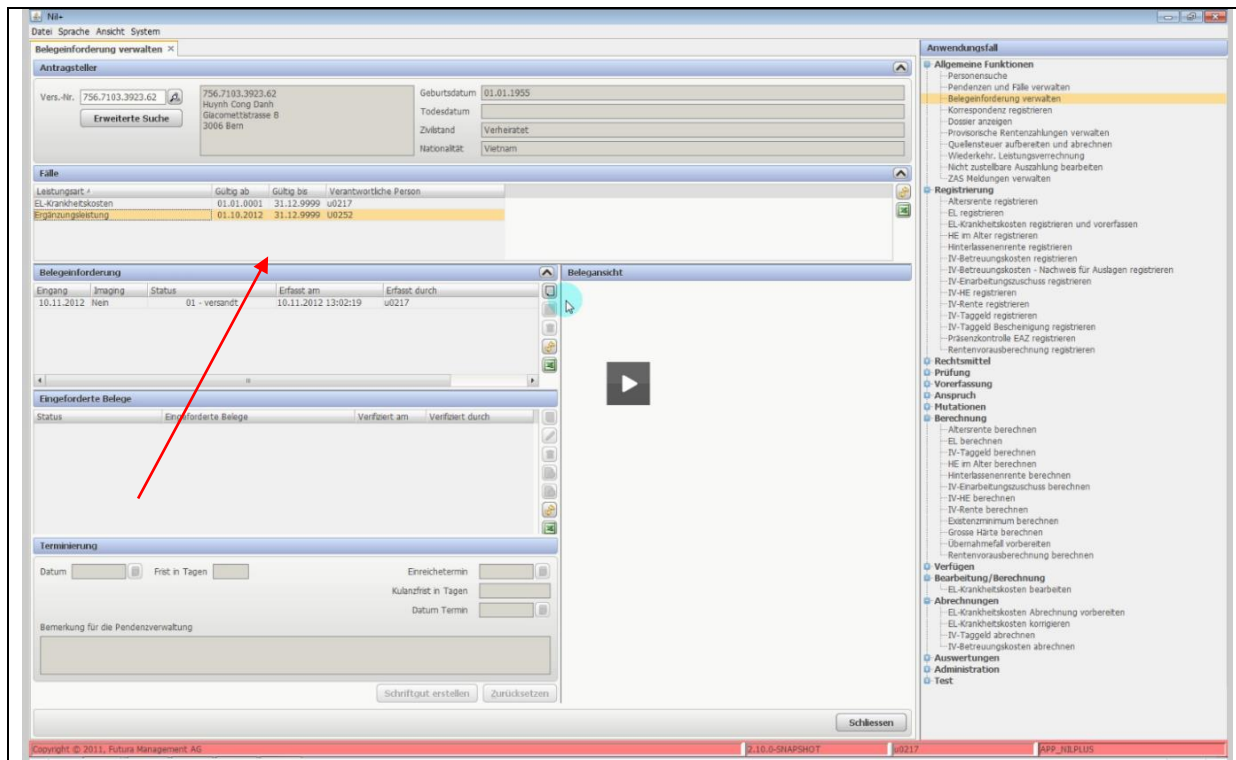 Nil+
Datei Sprache Ansicht System
Belegeinforderung verwalten ×
Antragsteller
Vers.-Nr. 756.7103.3923.62
Erweiterte Suche
756.7103.3923.62
Huynh Cong Danh
Giacomettistrasse 8
3006 Bern
Geburtsdatum 01.01.1955
Todesdatum
Zivilstand Verheiratet
Nationalität Vietnam
Fälle
Leistungsart Gültig ab Gültig bis Verantwortliche Person
EL-Krankheitskosten 01.01.0001 31.12.9999 u0217
Ergänzungsleistung 01.10.2012 31.12.9999 U0252
Belegeinforderung
Eingang Imaging Status Erfasst am Erfasst durch
10.11.2012 Nein 01 - versandt 10.11.2012 13:02:19 u0217
Eingeforderte Belege
Status Eingeforderte Belege Verifiziert am Verifiziert durch
Terminierung
Datum Frist in Tagen Einreichetermin
Kulanzfrist in Tagen
Datum Termin
Bemerkung für die Pendenzverwaltung
Schriftgut erstellen Zurücksetzen
Belegansicht
Schliessen
Anwendungsfall
Allgemeine Funktionen
Personensuche
Pendenzen und Fälle verwalten
Belegeinforderung verwalten
Korrespondenz registrieren
Dossier anzeigen
Provisorische Rentenzahlungen verwalten
Quellensteuer aufbereiten und abrechnen
Wiederkehr. Leistungsverrechnung
Nicht zustellbare Auszahlung bearbeiten
ZAS Meldungen verwalten
Registrierung
Altersrente registrieren
EL registrieren
EL-Krankheitskosten registrieren und vorerfassen
HE im Alter registrieren
Hinterlassenenrente registrieren
IV-Betreuungskosten registrieren
IV-Betreuungskosten - Nachweis für Auslagen registrieren
IV-Einarbeitungszuschuss registrieren
IV-HE registrieren
IV-Rente registrieren
IV-Taggeld registrieren
IV-Taggeld Bescheinigung registrieren
Präsenzkontrolle EAZ registrieren
Rentenvorausberechnung registrieren
Rechtsmittel
Prüfung
Vorerfassung
Anspruch
Mutationen
Berechnung
Altersrente berechnen
EL berechnen
IV-Taggeld berechnen
HE im Alter berechnen
Hinterlassenenrente berechnen
IV-Einarbeitungszuschuss berechnen
IV-HE berechnen
IV-Rente berechnen
Existenzminimum berechnen
Grosse Härte berechnen
Übernahmefall vorbereiten
Rentenvorausberechnung berechnen
Verfügen
Bearbeitung/Berechnung
EL-Krankheitskosten bearbeiten
Abrechnungen
EL-Krankheitskosten Abrechnung vorbereiten
EL-Krankheitskosten korrigieren
IV-Taggeld abrechnen
IV-Betreuungskosten abrechnen
Auswertungen
Administration
Test
Copyright © 2011, Futura Management AG 2.10.0-SNAPSHOT u0217 APP_NILPLUS